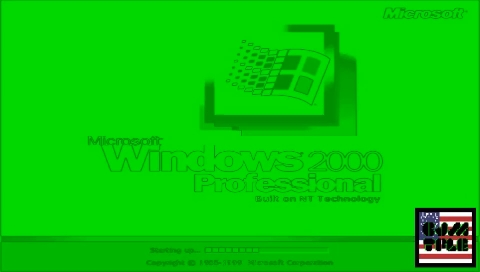 Microsoft
Microsoft
Windows 2000
Professional
Built on NT Technology
Starting up...
Copyright © 1985-1999 Microsoft Corporation